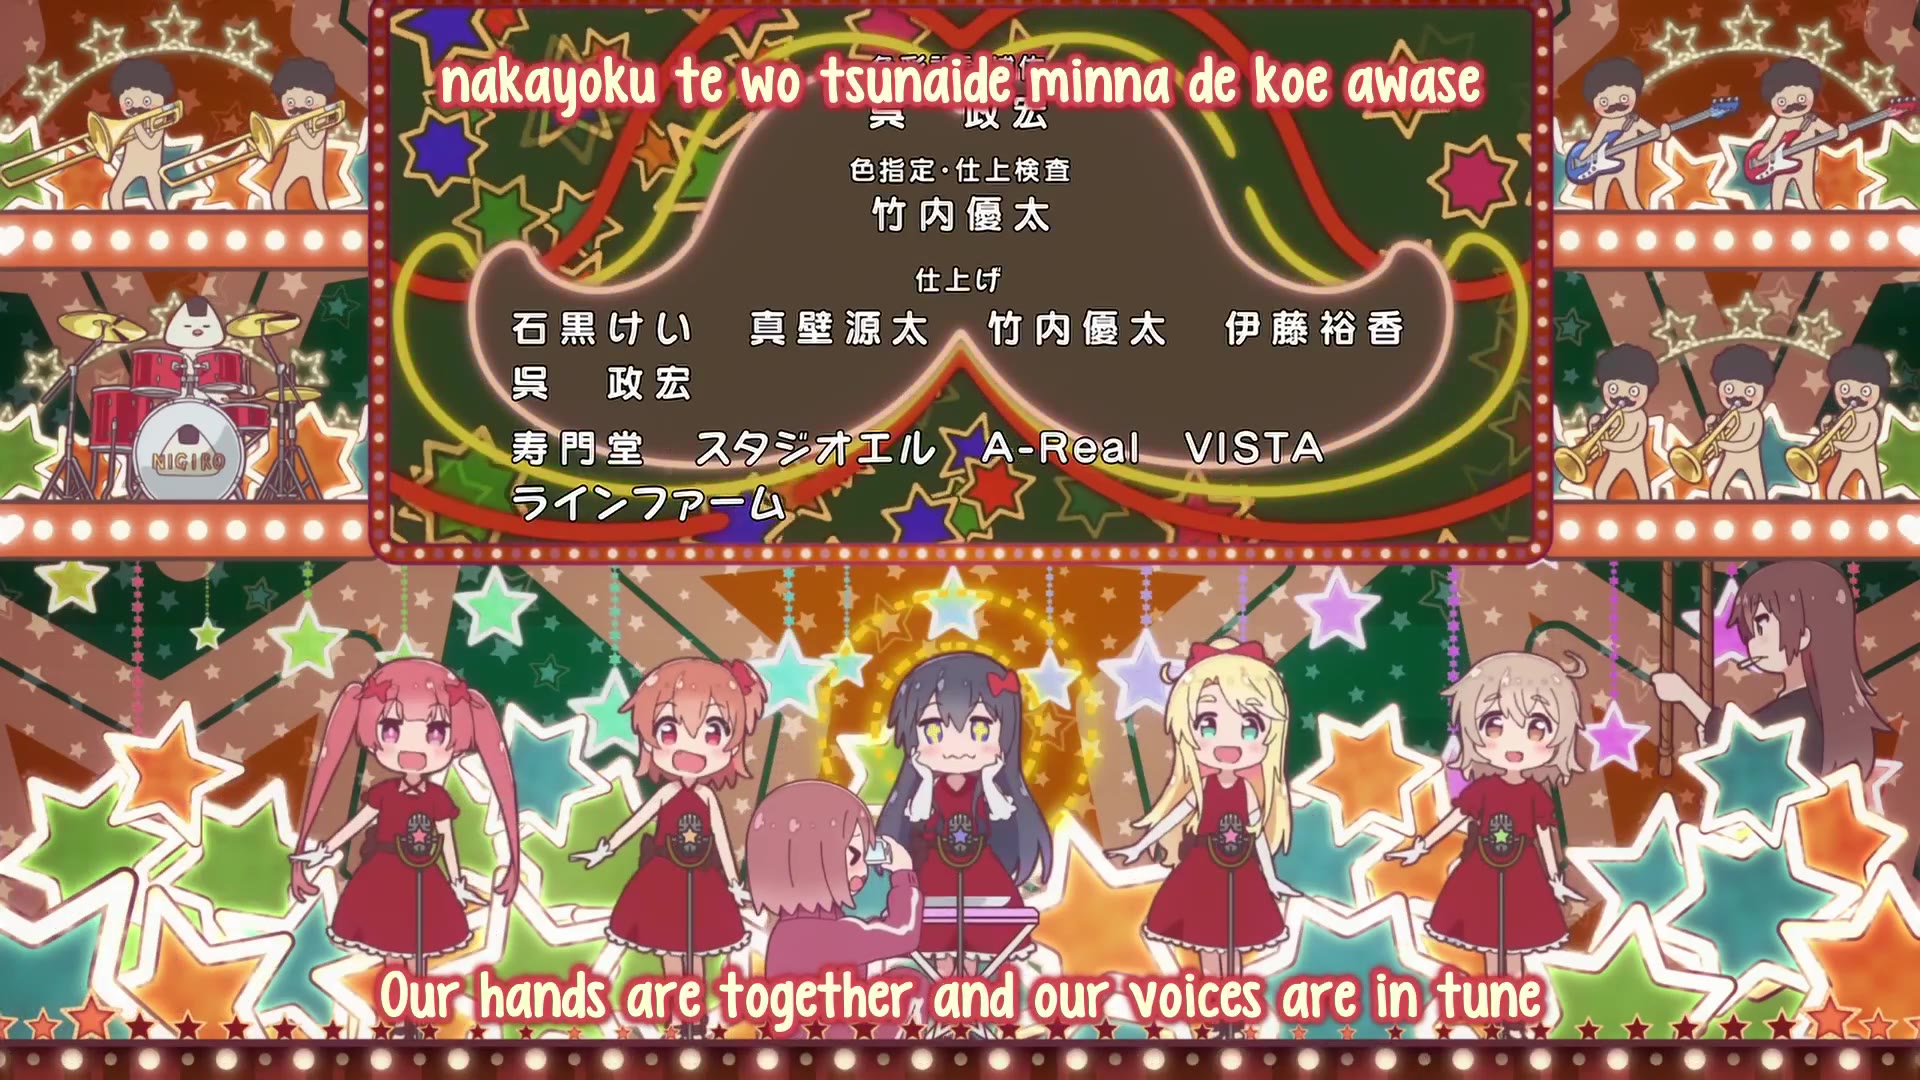 nakayoku te wo tsunaide minna de koe awase
呉 政宏
色指定·仕上検査
竹内優太
仕上げ
石黒けい 真壁源太 竹内優太 伊藤裕香
呉 政宏
寿門堂 スタジオエル A-Real VISTA
ラインファーム
NIGIRO
Our hands are together and our voices are in tune